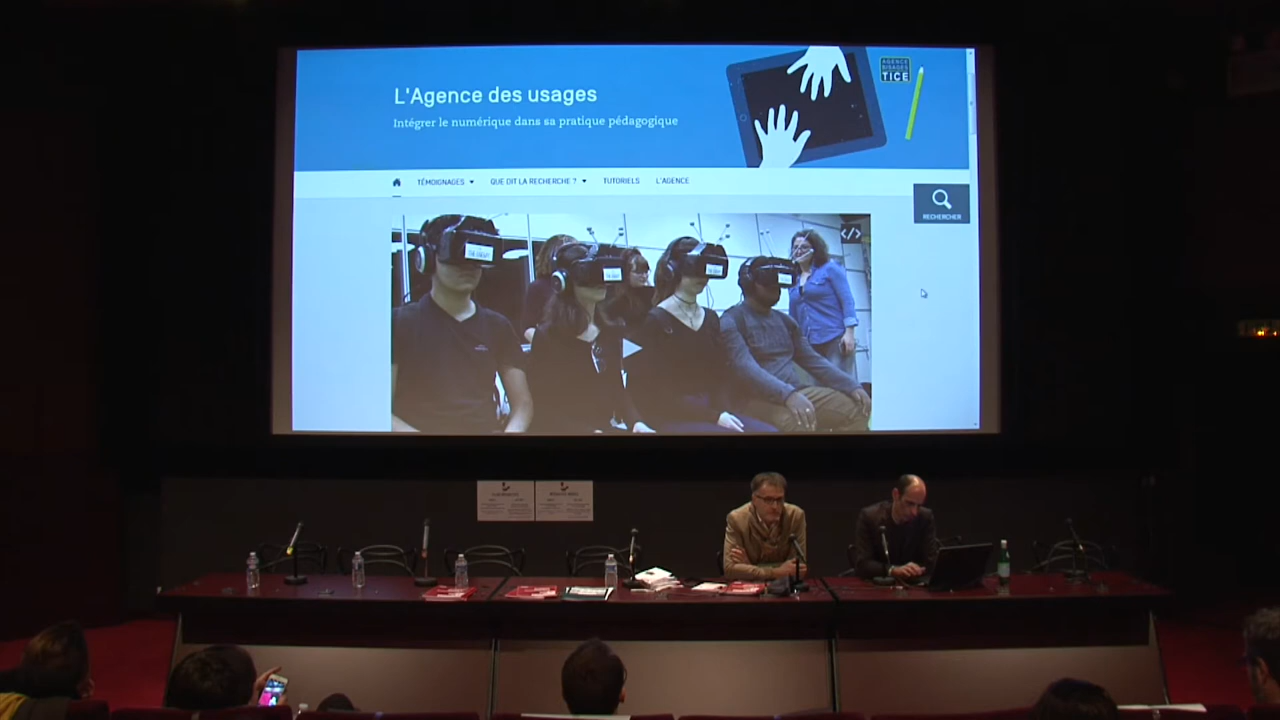 L'Agence des usages
Intégrer le numérique dans sa pratique pédagogique
AGENCE
D'USAGES
TICE
TÉMOIGNAGES
QUE DIT LA RECHERCHE ?
TUTORIELS
L'AGENCE
RECHERCHER